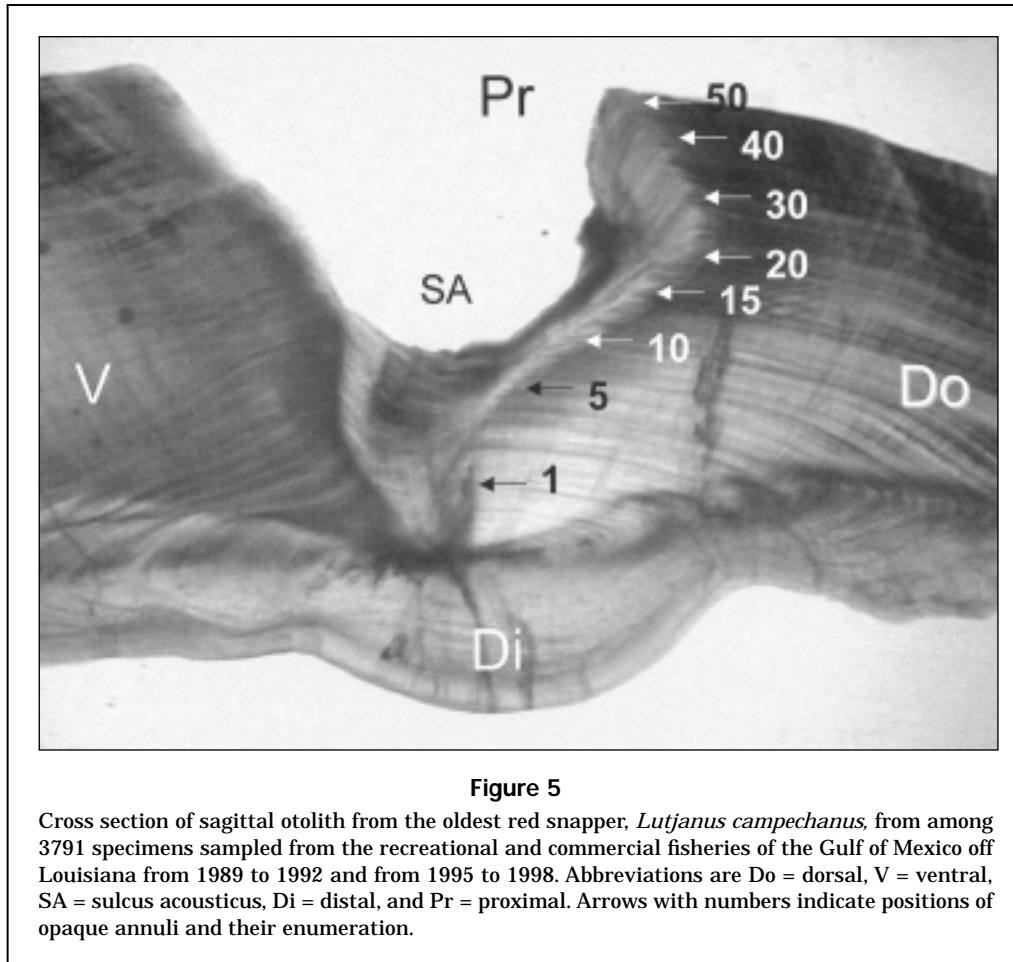 Pr
50
40
30
20
SA
15
10
V
5
Do
1
Di
Figure 5
Cross section of sagittal otolith from the oldest red snapper, Lutjanus campechanus, from among
3791 specimens sampled from the recreational and commercial fisheries of the Gulf of Mexico off
Louisiana from 1989 to 1992 and from 1995 to 1998. Abbreviations are Do = dorsal, V = ventral,
SA = sulcus acousticus, Di = distal, and Pr = proximal. Arrows with numbers indicate positions of
opaque annuli and their enumeration.